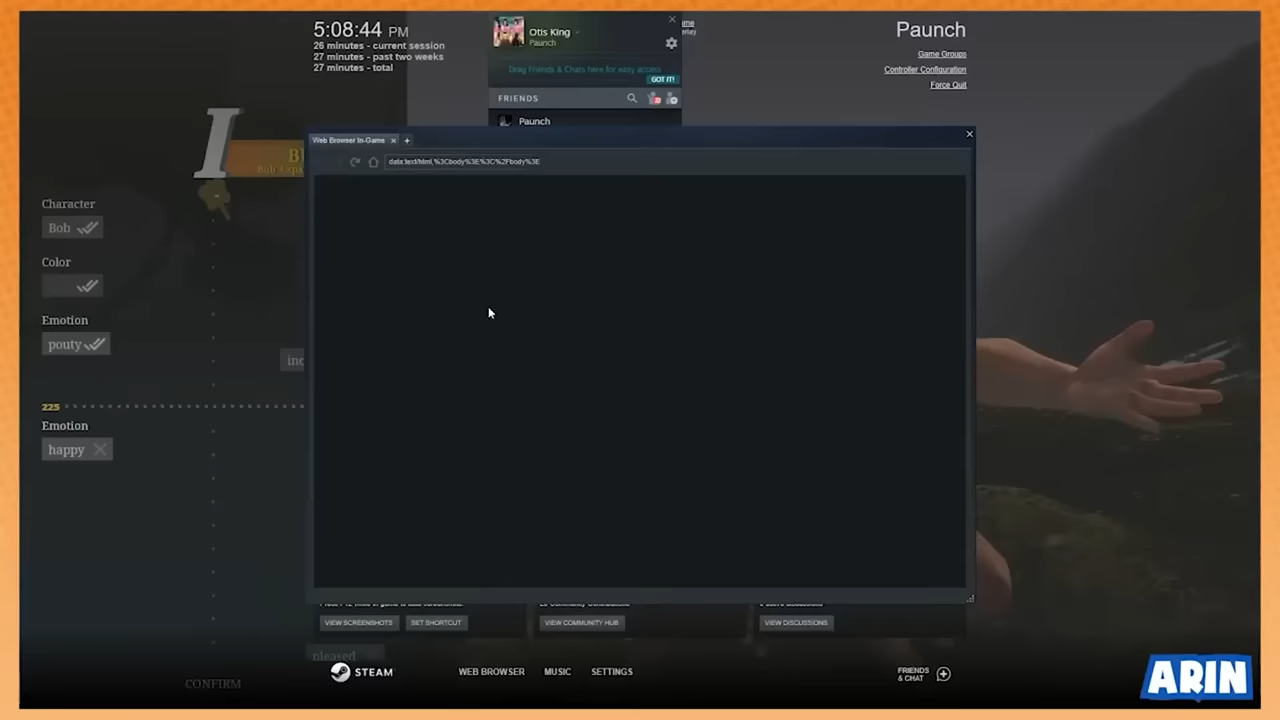 5:08:44 PM
26 minutes - current session
27 minutes - past two weeks
27 minutes - total
Otis King
Paunch
Drag Friends & Chats here for easy access
GOT IT!
FRIENDS
Paunch
Paunch
Game Groups
Controller Configuration
Force Quit
Web Browser In-Game
data:text/html,%3Cbody%3E%3C%2Fbody%3E
I
Character
Bob
Color
Emotion
pouty
225
Emotion
happy
VIEW SCREENSHOTS
SET SHORTCUT
VIEW COMMUNITY HUB
VIEW DISCUSSIONS
pleased
CONFIRM
STEAM
WEB BROWSER
MUSIC
SETTINGS
FRIENDS
& CHAT
ARIN